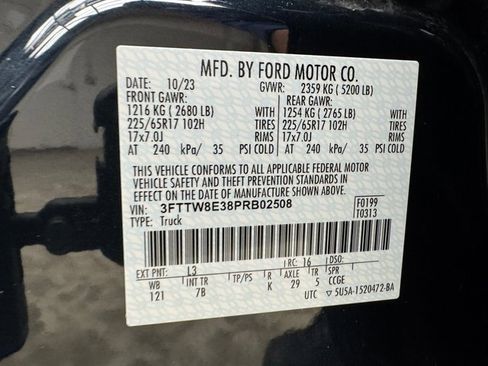 MFD. BY FORD MOTOR CO.
DATE: 10/23 GVWR: 2359 KG ( 5200 LB)
FRONT GAWR: REAR GAWR:
1216 KG ( 2680 LB) WITH 1254 KG ( 2765 LB) WITH
225/65R17 102H TIRES 225/65R17 102H TIRES
17x7.0J RIMS 17x7.0J RIMS
AT 240 kPa/ 35 PSI COLD AT 240 kPa/ 35 PSI COLD
THIS VEHICLE CONFORMS TO ALL APPLICABLE FEDERAL MOTOR
VEHICLE SAFETY AND THEFT PREVENTION STANDARDS IN
EFFECT ON THE DATE OF MANUFACTURE SHOWN ABOVE.
VIN: 3FTTW8E38PRB02508 F0199
TYPE: Truck T0313
EXT PNT: L3 RC: 16 DSO:
WB INT TR TP/PS R AXLE TR SPR
121 7B K 29 5 CCGE
UTC ▽ 5U5A-1520472-BA